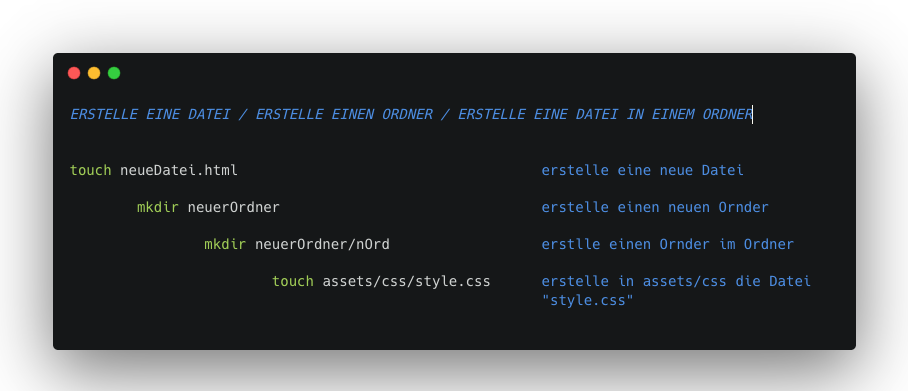 ERSTELLE EINE DATEI / ERSTELLE EINEN ORDNER / ERSTELLE EINE DATEI IN EINEM ORDNER
touch neueDatei.html erstelle eine neue Datei
mkdir neuerOrdner erstelle einen neuen Ornder
mkdir neuerOrdner/nOrd erstlle einen Ornder im Ordner
touch assets/css/style.css erstelle in assets/css die Datei
"style.css"